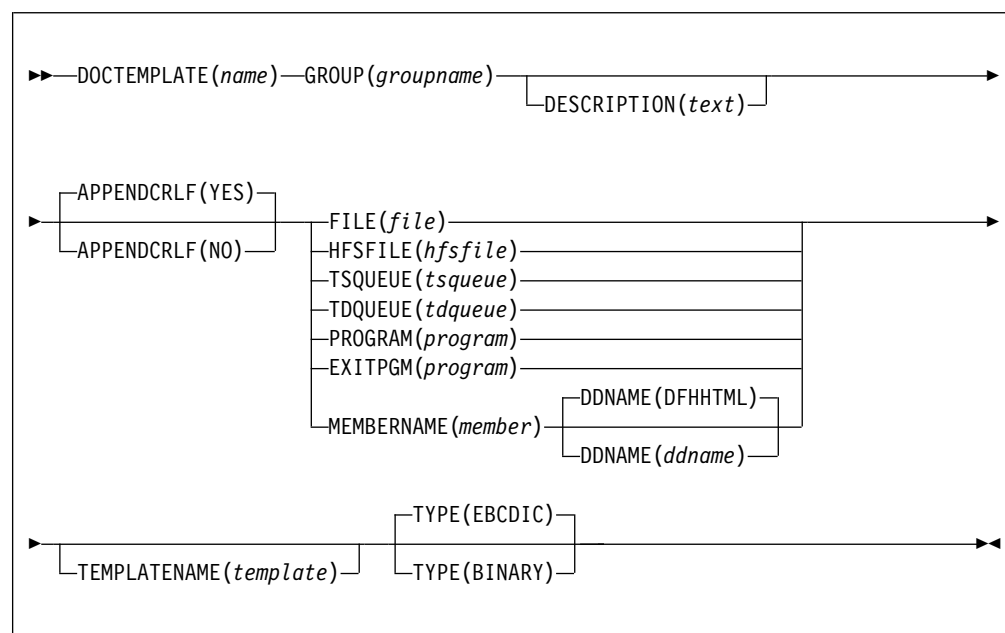 DOCTEMPLATE(name) GROUP(groupname)
DESCRIPTION(text)
APPENDCRLF(YES)
APPENDCRLF(NO)
FILE(file)
HFSFILE(hfsfile)
TSQUEUE(tsqueue)
TDQUEUE(tdqueue)
PROGRAM(program)
EXITPGM(program)
MEMBERNAME(member)
DDNAME(DFHHTML)
DDNAME(ddname)
TEMPLATENAME(template)
TYPE(EBCDIC)
TYPE(BINARY)